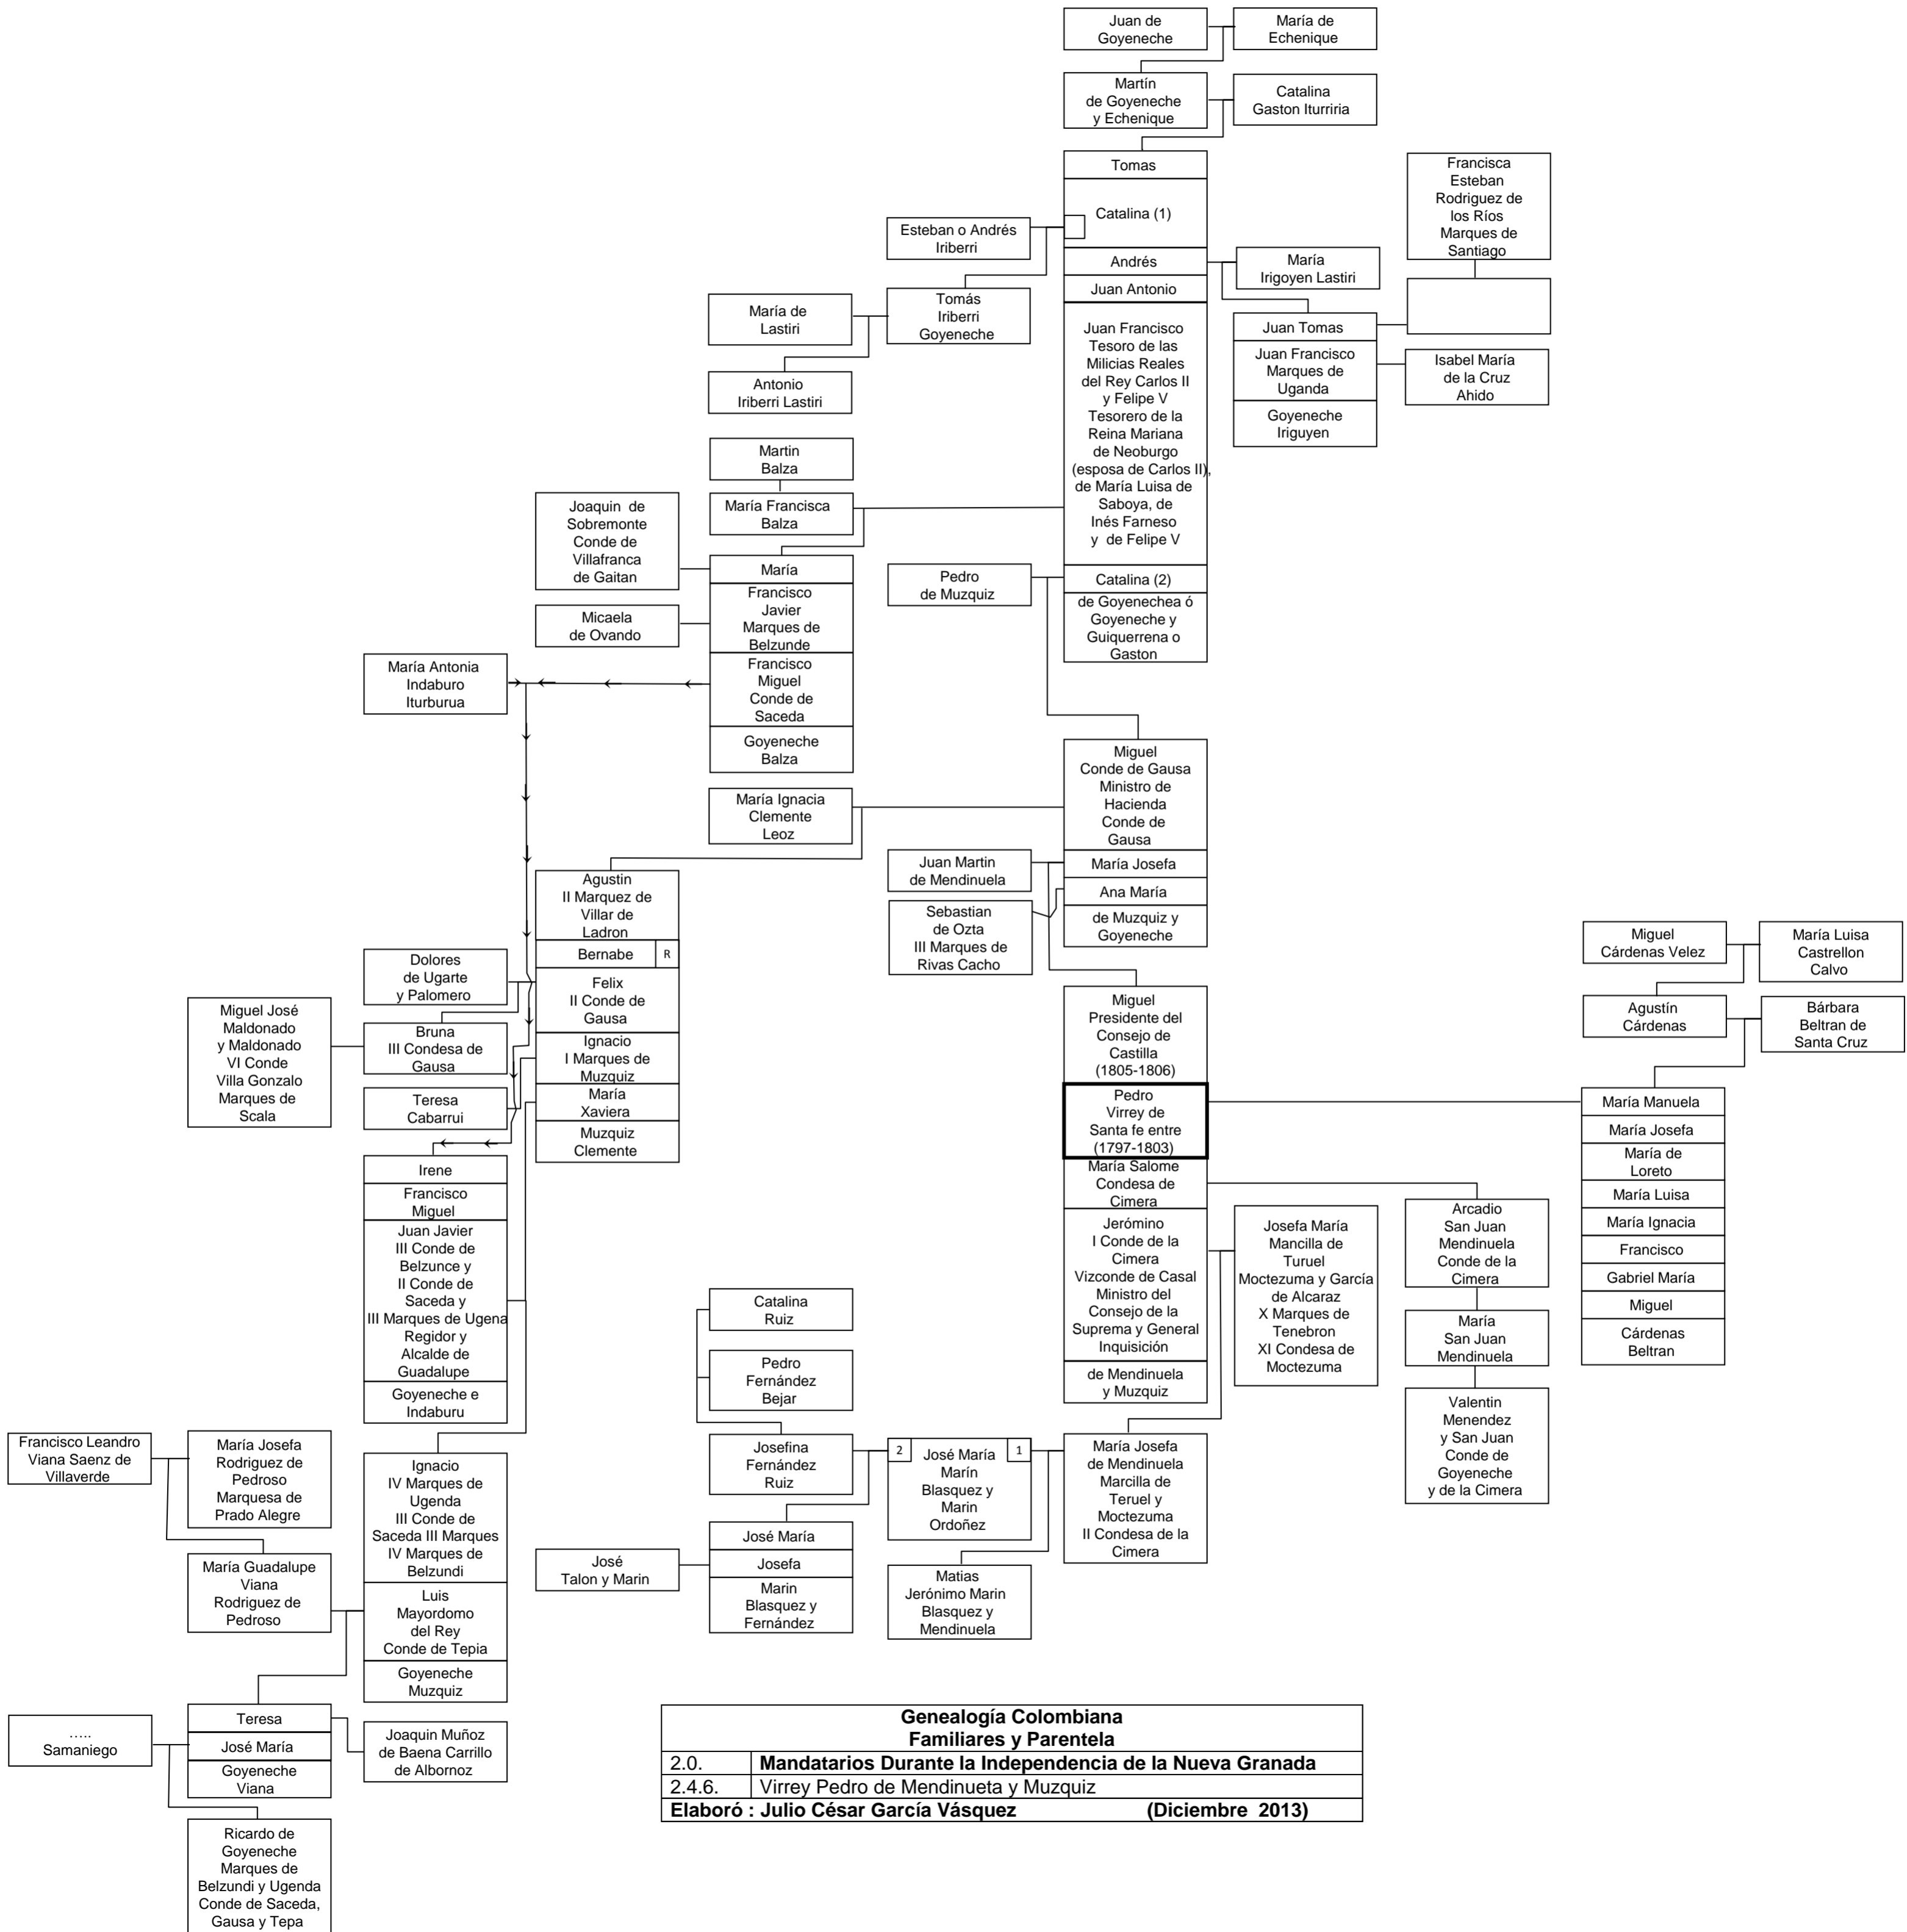 Juan de
Goyeneche
María de
Echenique
Martín
de Goyeneche
y Echenique
Catalina
Gaston Iturriria
Tomas
Catalina (1)
Andrés
Juan Antonio
Juan Francisco
Tesoro de las
Milicias Reales
del Rey Carlos II
y Felipe V
Tesorero de la
Reina Mariana
de Neoburgo
(esposa de Carlos II),
de María Luisa de
Saboya, de
Inés Farneso
y de Felipe V
Catalina (2)
de Goyenechea ó
Goyeneche y
Guiquerrena o
Gaston
Francisca
Esteban
Rodriguez de
los Ríos
Marques de
Santiago
Esteban o Andrés
Iriberri
María
Irigoyen Lastiri
María de
Lastiri
Tomás
Iriberri
Goyeneche
Juan Tomas
Juan Francisco
Marques de
Uganda
Goyeneche
Iriguyen
Isabel María
de la Cruz
Ahido
Antonio
Iriberri Lastiri
Martin
Balza
María Francisca
Balza
Joaquin de
Sobremonte
Conde de
Villafranca
de Gaitan
María
Francisco
Javier
Marques de
Belzunde
Francisco
Miguel
Conde de
Saceda
Goyeneche
Balza
Micaela
de Ovando
Pedro
de Muzquiz
María Antonia
Indaburo
Iturburua
Miguel
Conde de Gausa
Ministro de
Hacienda
Conde de
Gausa
María Josefa
Ana María
de Muzquiz y
Goyeneche
María Ignacia
Clemente
Leoz
Juan Martin
de Mendinuela
Sebastian
de Ozta
III Marques de
Rivas Cacho
Agustin
II Marquez de
Villar de
Ladron
Bernabe
R
Felix
II Conde de
Gausa
Ignacio
I Marques de
Muzquiz
María
Xaviera
Muzquiz
Clemente
Dolores
de Ugarte
y Palomero
Miguel José
Maldonado
y Maldonado
VI Conde
Villa Gonzalo
Marques de
Scala
Bruna
III Condesa de
Gausa
Teresa
Cabarrui
Miguel
Cárdenas Velez
María Luisa
Castrellon
Calvo
Agustín
Cárdenas
Bárbara
Beltran de
Santa Cruz
Miguel
Presidente del
Consejo de
Castilla
(1805-1806)
Pedro
Virrey de
Santa fe entre
(1797-1803)
María Salome
Condesa de
Cimera
Jerómino
I Conde de la
Cimera
Vizconde de Casal
Ministro del
Consejo de la
Suprema y General
Inquisición
de Mendinuela
y Muzquiz
María Manuela
María Josefa
María de
Loreto
María Luisa
María Ignacia
Francisco
Gabriel María
Miguel
Cárdenas
Beltran
Josefa María
Mancilla de
Turuel
Moctezuma y García
de Alcaraz
X Marques de
Tenebron
XI Condesa de
Moctezuma
Arcadio
San Juan
Mendinuela
Conde de la
Cimera
María
San Juan
Mendinuela
Valentin
Menendez
y San Juan
Conde de
Goyeneche
y de la Cimera
Irene
Francisco
Miguel
Juan Javier
III Conde de
Belzunce y
II Conde de
Saceda y
III Marques de Ugena
Regidor y
Alcalde de
Guadalupe
Goyeneche e
Indaburu
Catalina
Ruiz
Pedro
Fernández
Bejar
Josefina
Fernández
Ruiz
2
José María
Marín
Blasquez y
Marin
Ordoñez
1
María Josefa
de Mendinuela
Marcilla de
Teruel y
Moctezuma
II Condesa de la
Cimera
Francisco Leandro
Viana Saenz de
Villaverde
María Josefa
Rodriguez de
Pedroso
Marquesa de
Prado Alegre
Ignacio
IV Marques de
Ugenda
III Conde de
Saceda III Marques
IV Marques de
Belzundi
Luis
Mayordomo
del Rey
Conde de Tepia
Goyeneche
Muzquiz
María Guadalupe
Viana
Rodriguez de
Pedroso
José
Talon y Marin
José María
Josefa
Marin
Blasquez y
Fernández
Matias
Jerónimo Marin
Blasquez y
Mendinuela
Teresa
José María
Goyeneche
Viana
…..
Samaniego
Joaquin Muñoz
de Baena Carrillo
de Albornoz
Ricardo de
Goyeneche
Marques de
Belzundi y Ugenda
Conde de Saceda,
Gausa y Tepa
Genealogía Colombiana
Familiares y Parentela
2.0. Mandatarios Durante la Independencia de la Nueva Granada
2.4.6. Virrey Pedro de Mendinueta y Muzquiz
Elaboró : Julio César García Vásquez (Diciembre 2013)